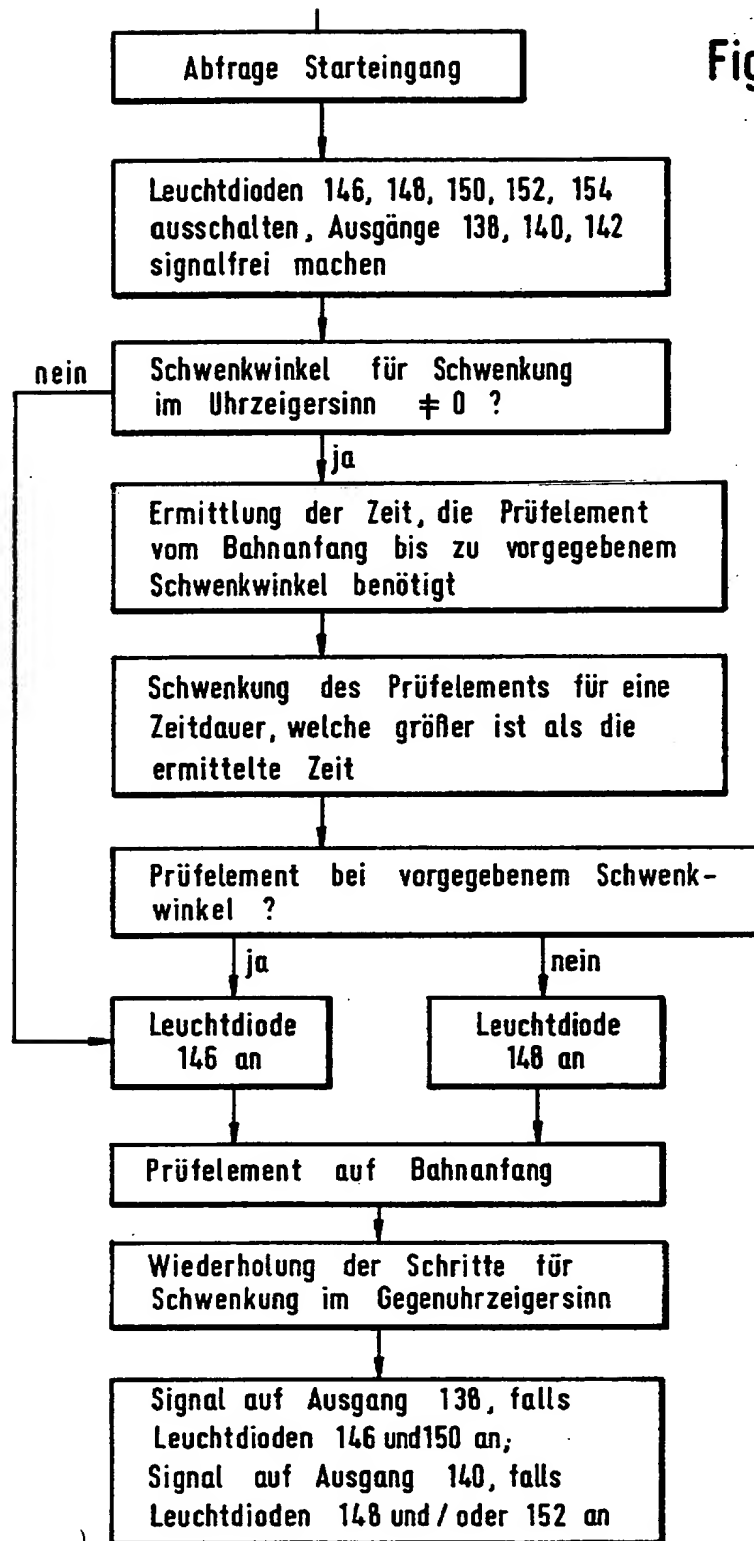 Fig
Abfrage Starteingang
Leuchtdioden 146, 148, 150, 152, 154
ausschalten, Ausgänge 138, 140, 142
signalfrei machen
nein
Schwenkwinkel für Schwenkung
im Uhrzeigersinn ≠ 0 ?
ja
Ermittlung der Zeit, die Prüfelement
vom Bahnanfang bis zu vorgegebenem
Schwenkwinkel benötigt
Schwenkung des Prüfelements für eine
Zeitdauer, welche größer ist als die
ermittelte Zeit
Prüfelement bei vorgegebenem Schwenk-
winkel ?
ja
nein
Leuchtdiode
146 an
Leuchtdiode
148 an
Prüfelement auf Bahnanfang
Wiederholung der Schritte für
Schwenkung im Gegenuhrzeigersinn
Signal auf Ausgang 138, falls
Leuchtdioden 146 und 150 an;
Signal auf Ausgang 140, falls
Leuchtdioden 148 und / oder 152 an